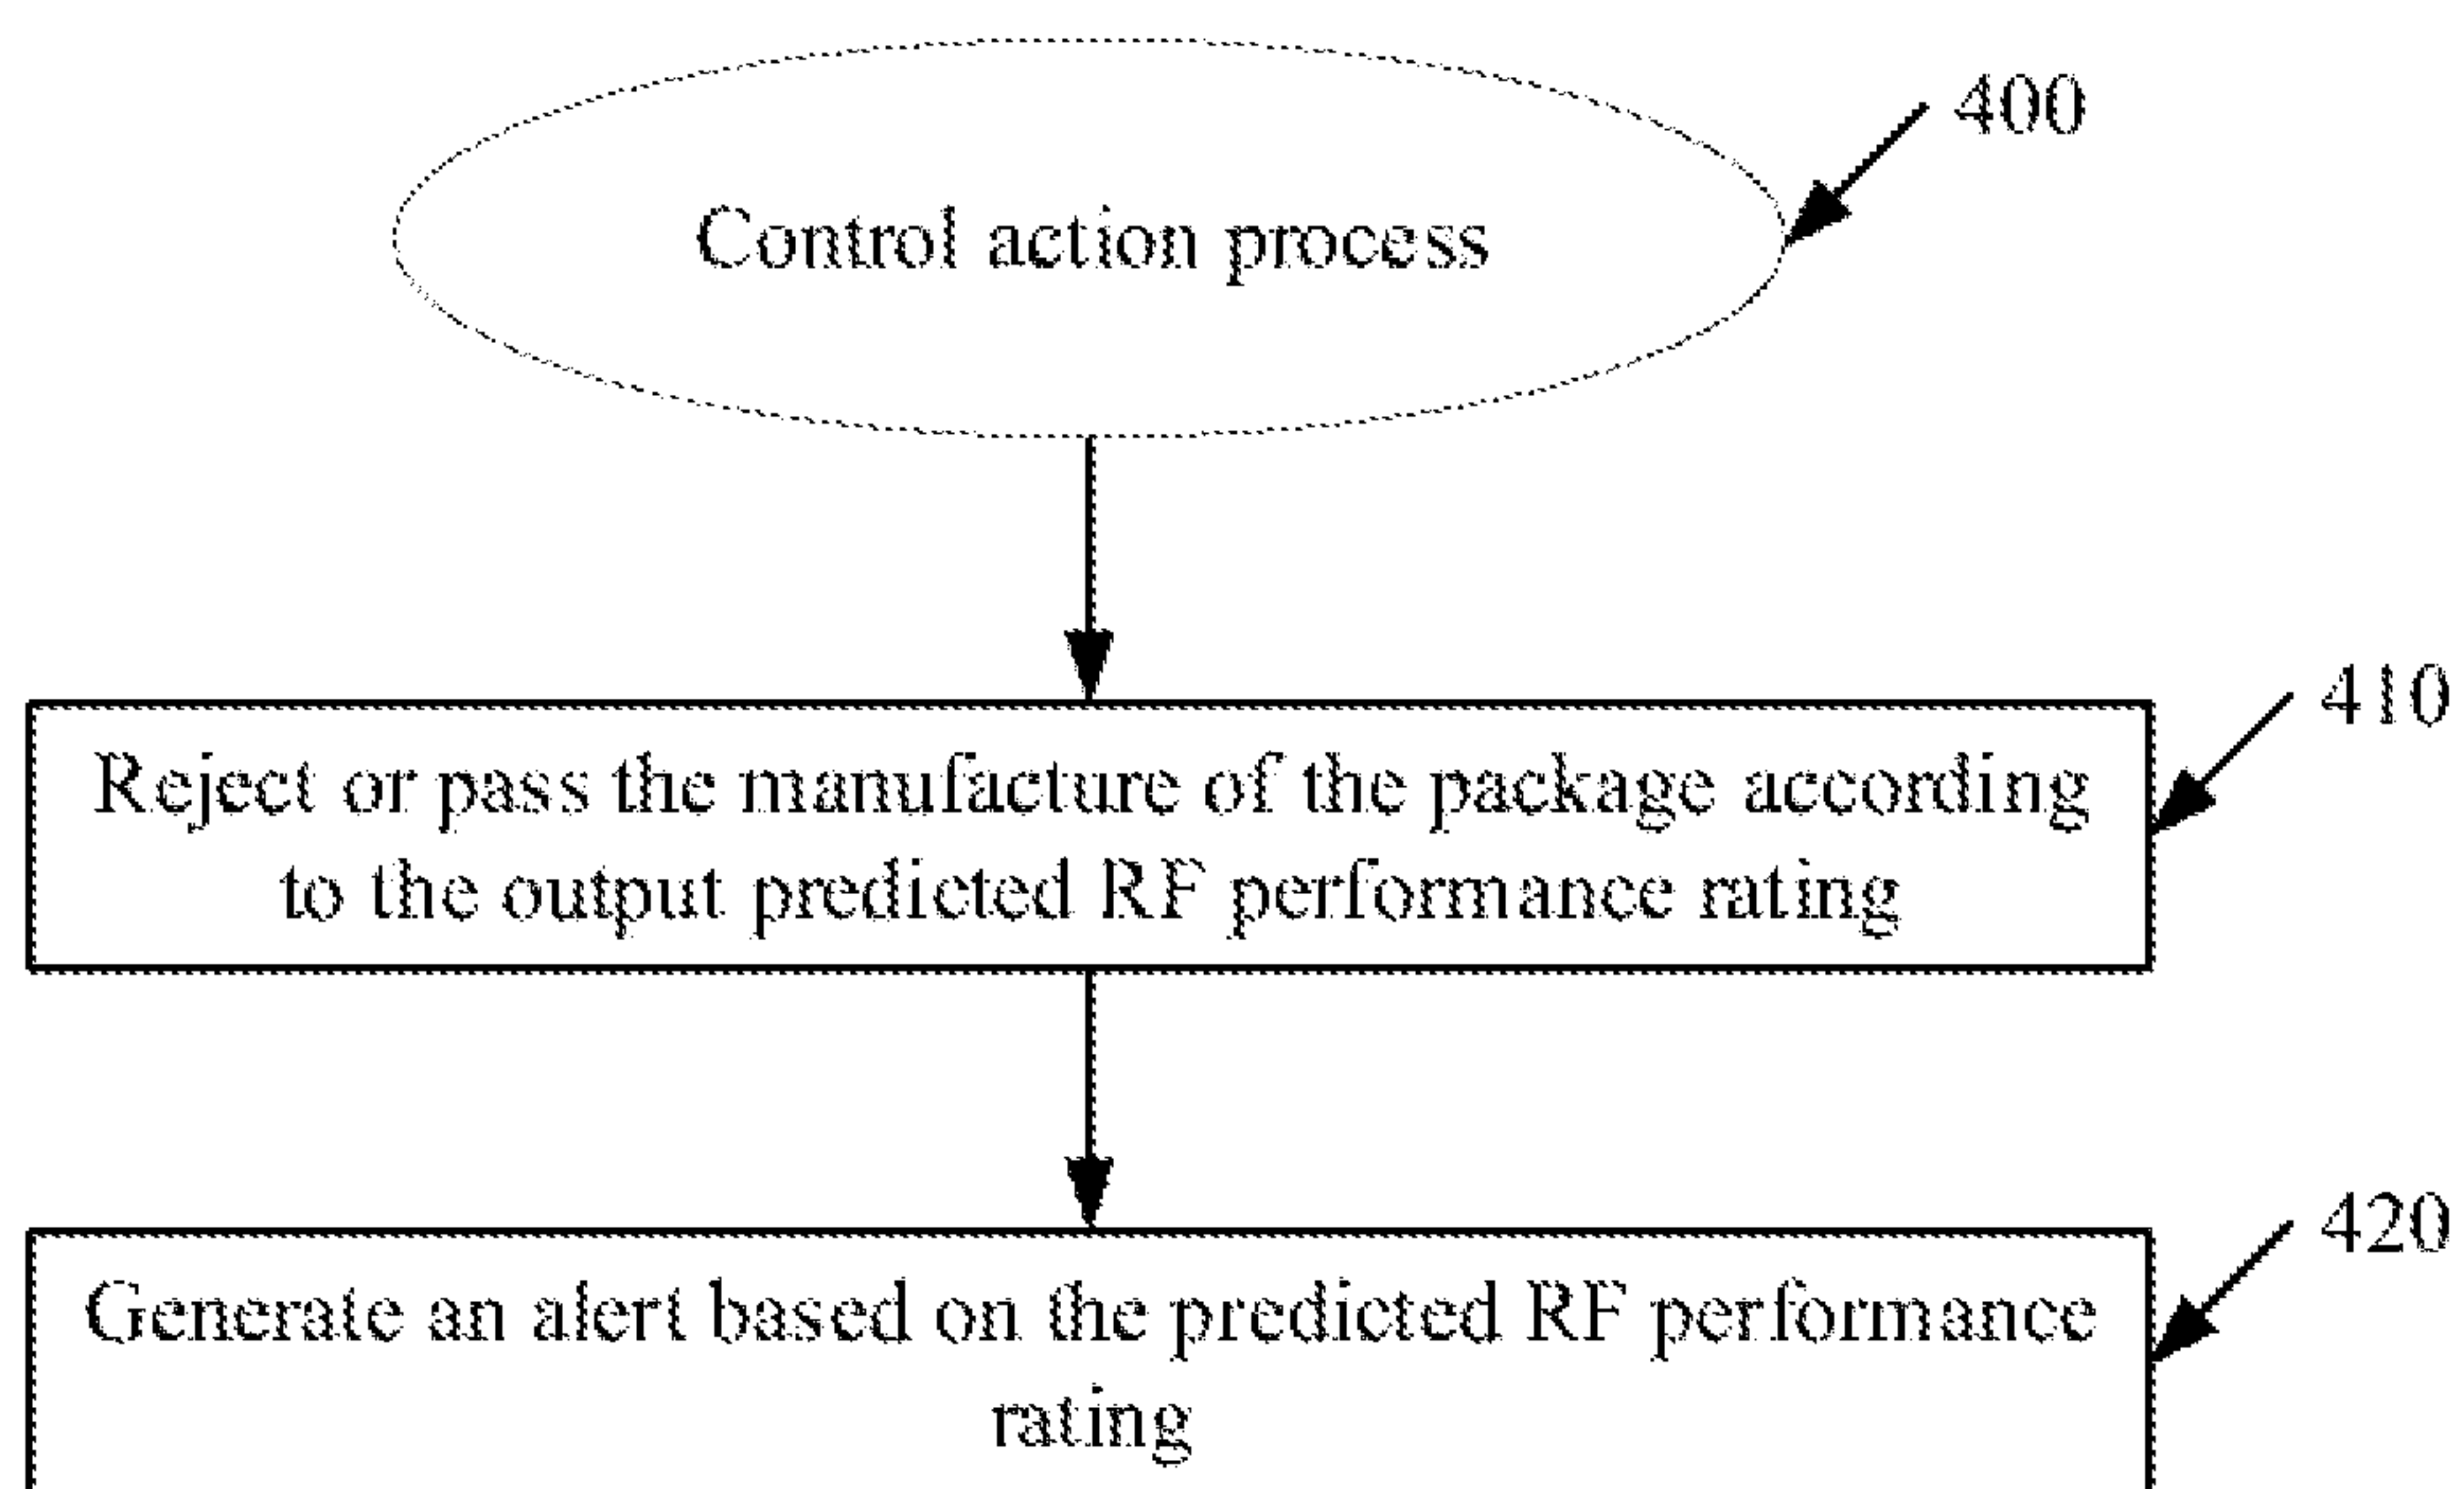 400
Control action process
410
Reject or pass the manufacture of the package according
to the output predicted RF performance rating
420
Generate an alert based on the predicted RF performance
rating